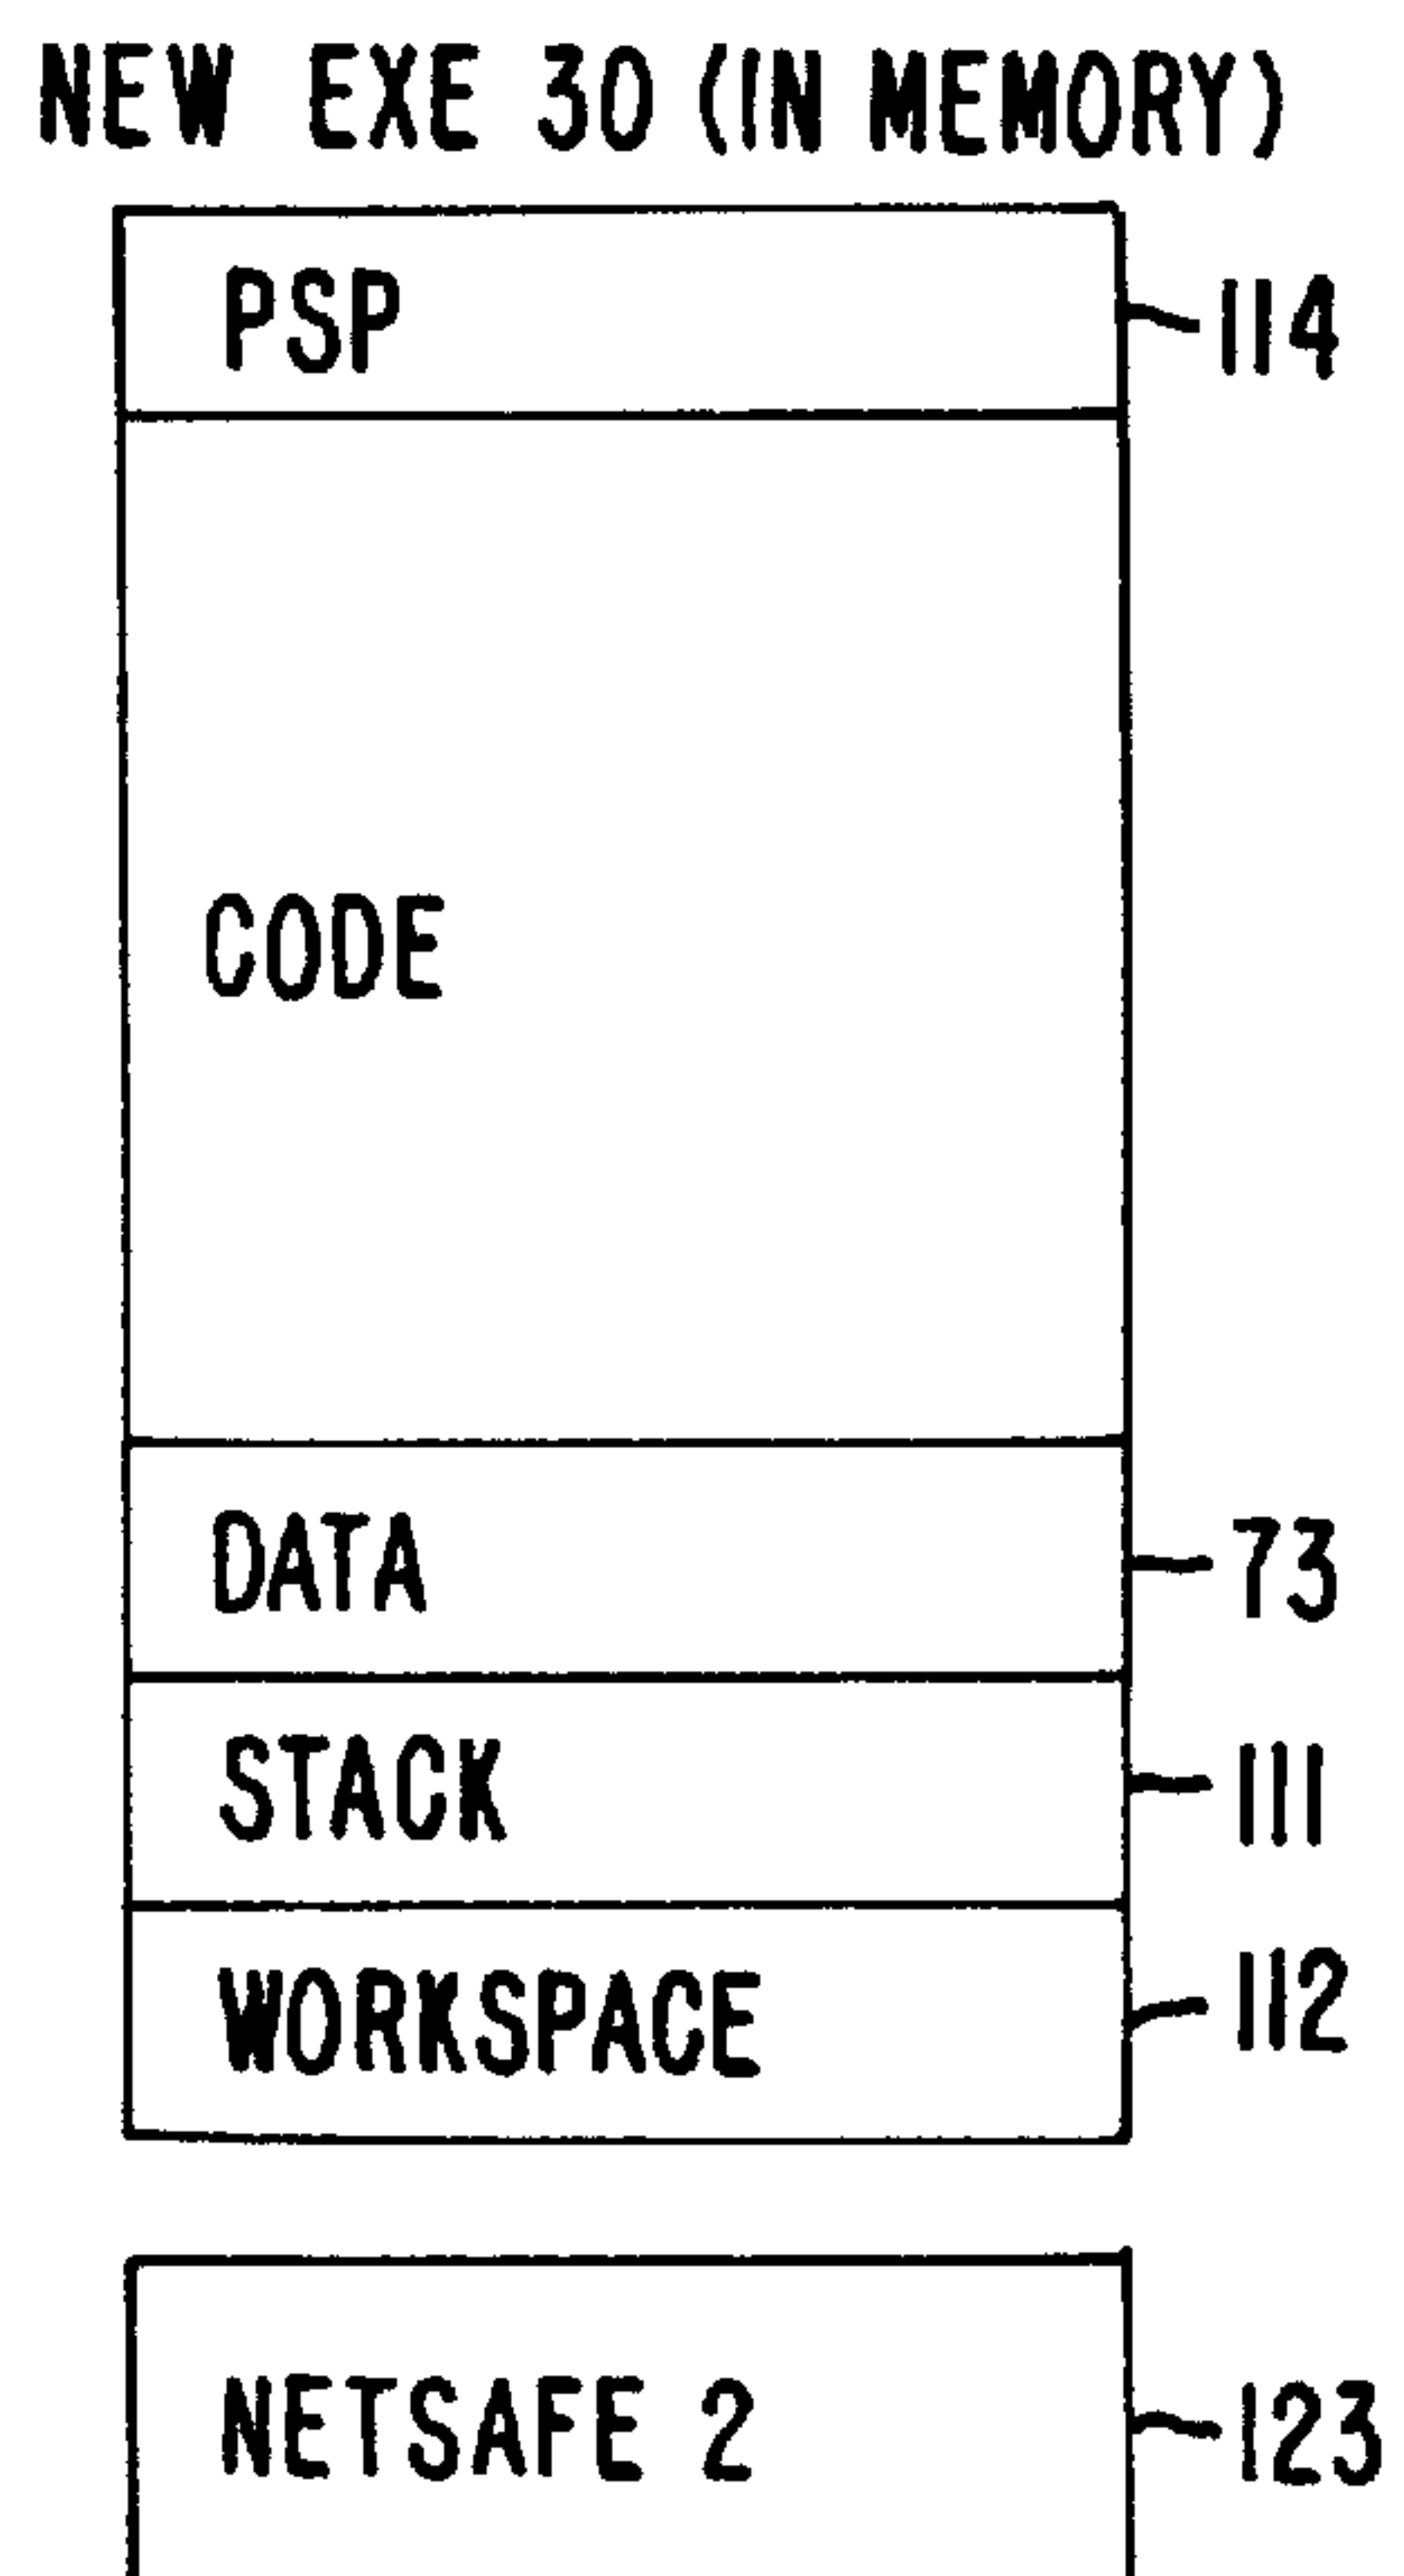 NEW EXE 30 (IN MEMORY)
PSP 114
CODE
DATA 73
STACK 111
WORKSPACE 112
NETSAFE 2 123